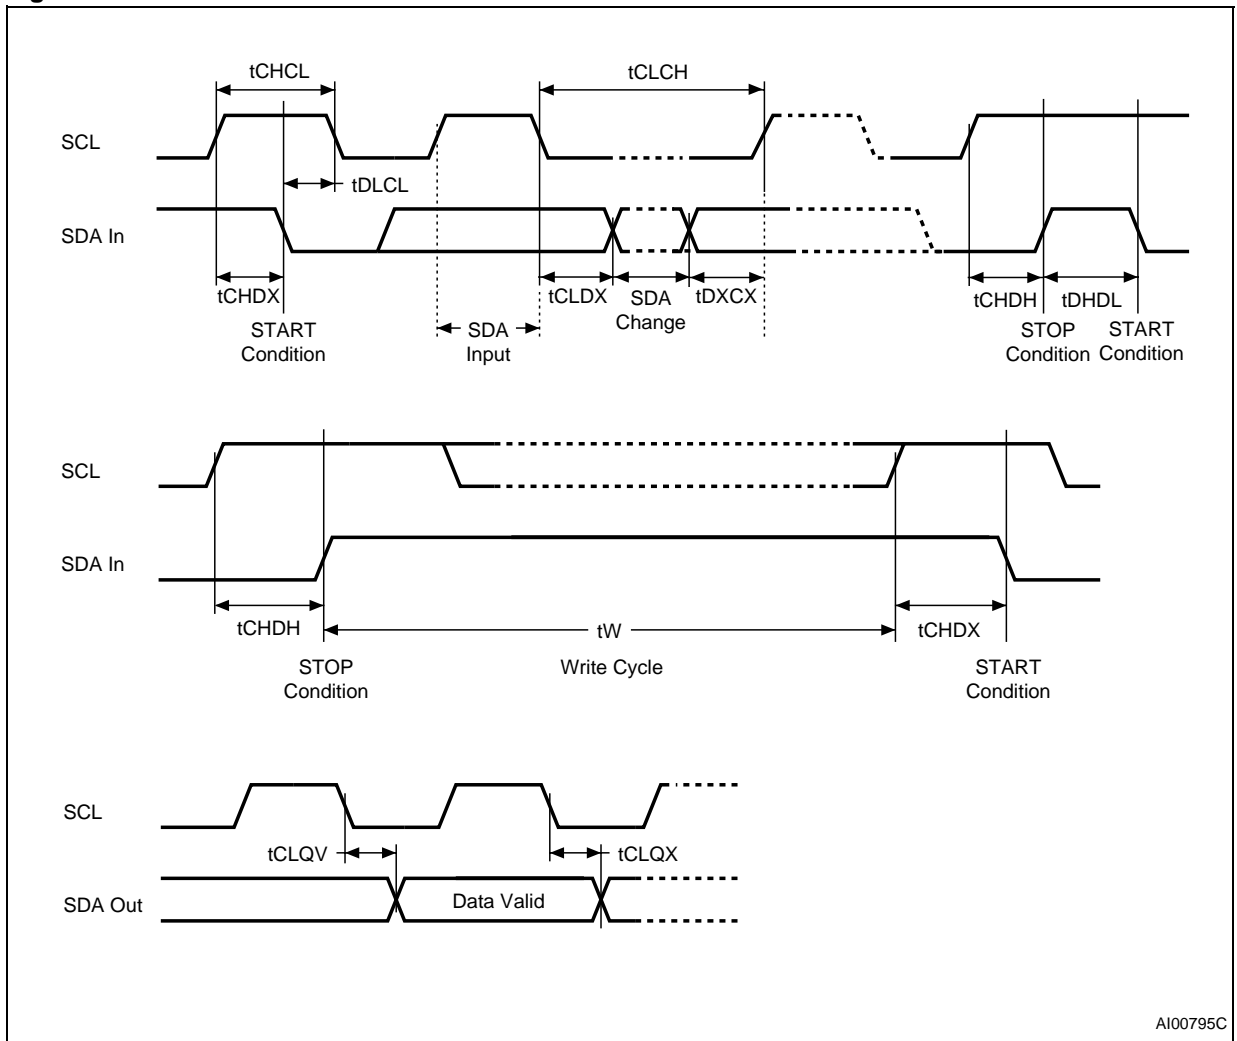 tCHCL
tCLCH
SCL
tDLCL
SDA In
tCHDX
tCLDX
SDA
Change
tDXCX
tCHDH
tDHDL
START
Condition
SDA
Input
STOP
Condition
START
Condition
SCL
SDA In
tCHDH
tW
tCHDX
STOP
Condition
Write Cycle
START
Condition
SCL
tCLQV
tCLQX
SDA Out
Data Valid
AI00795C